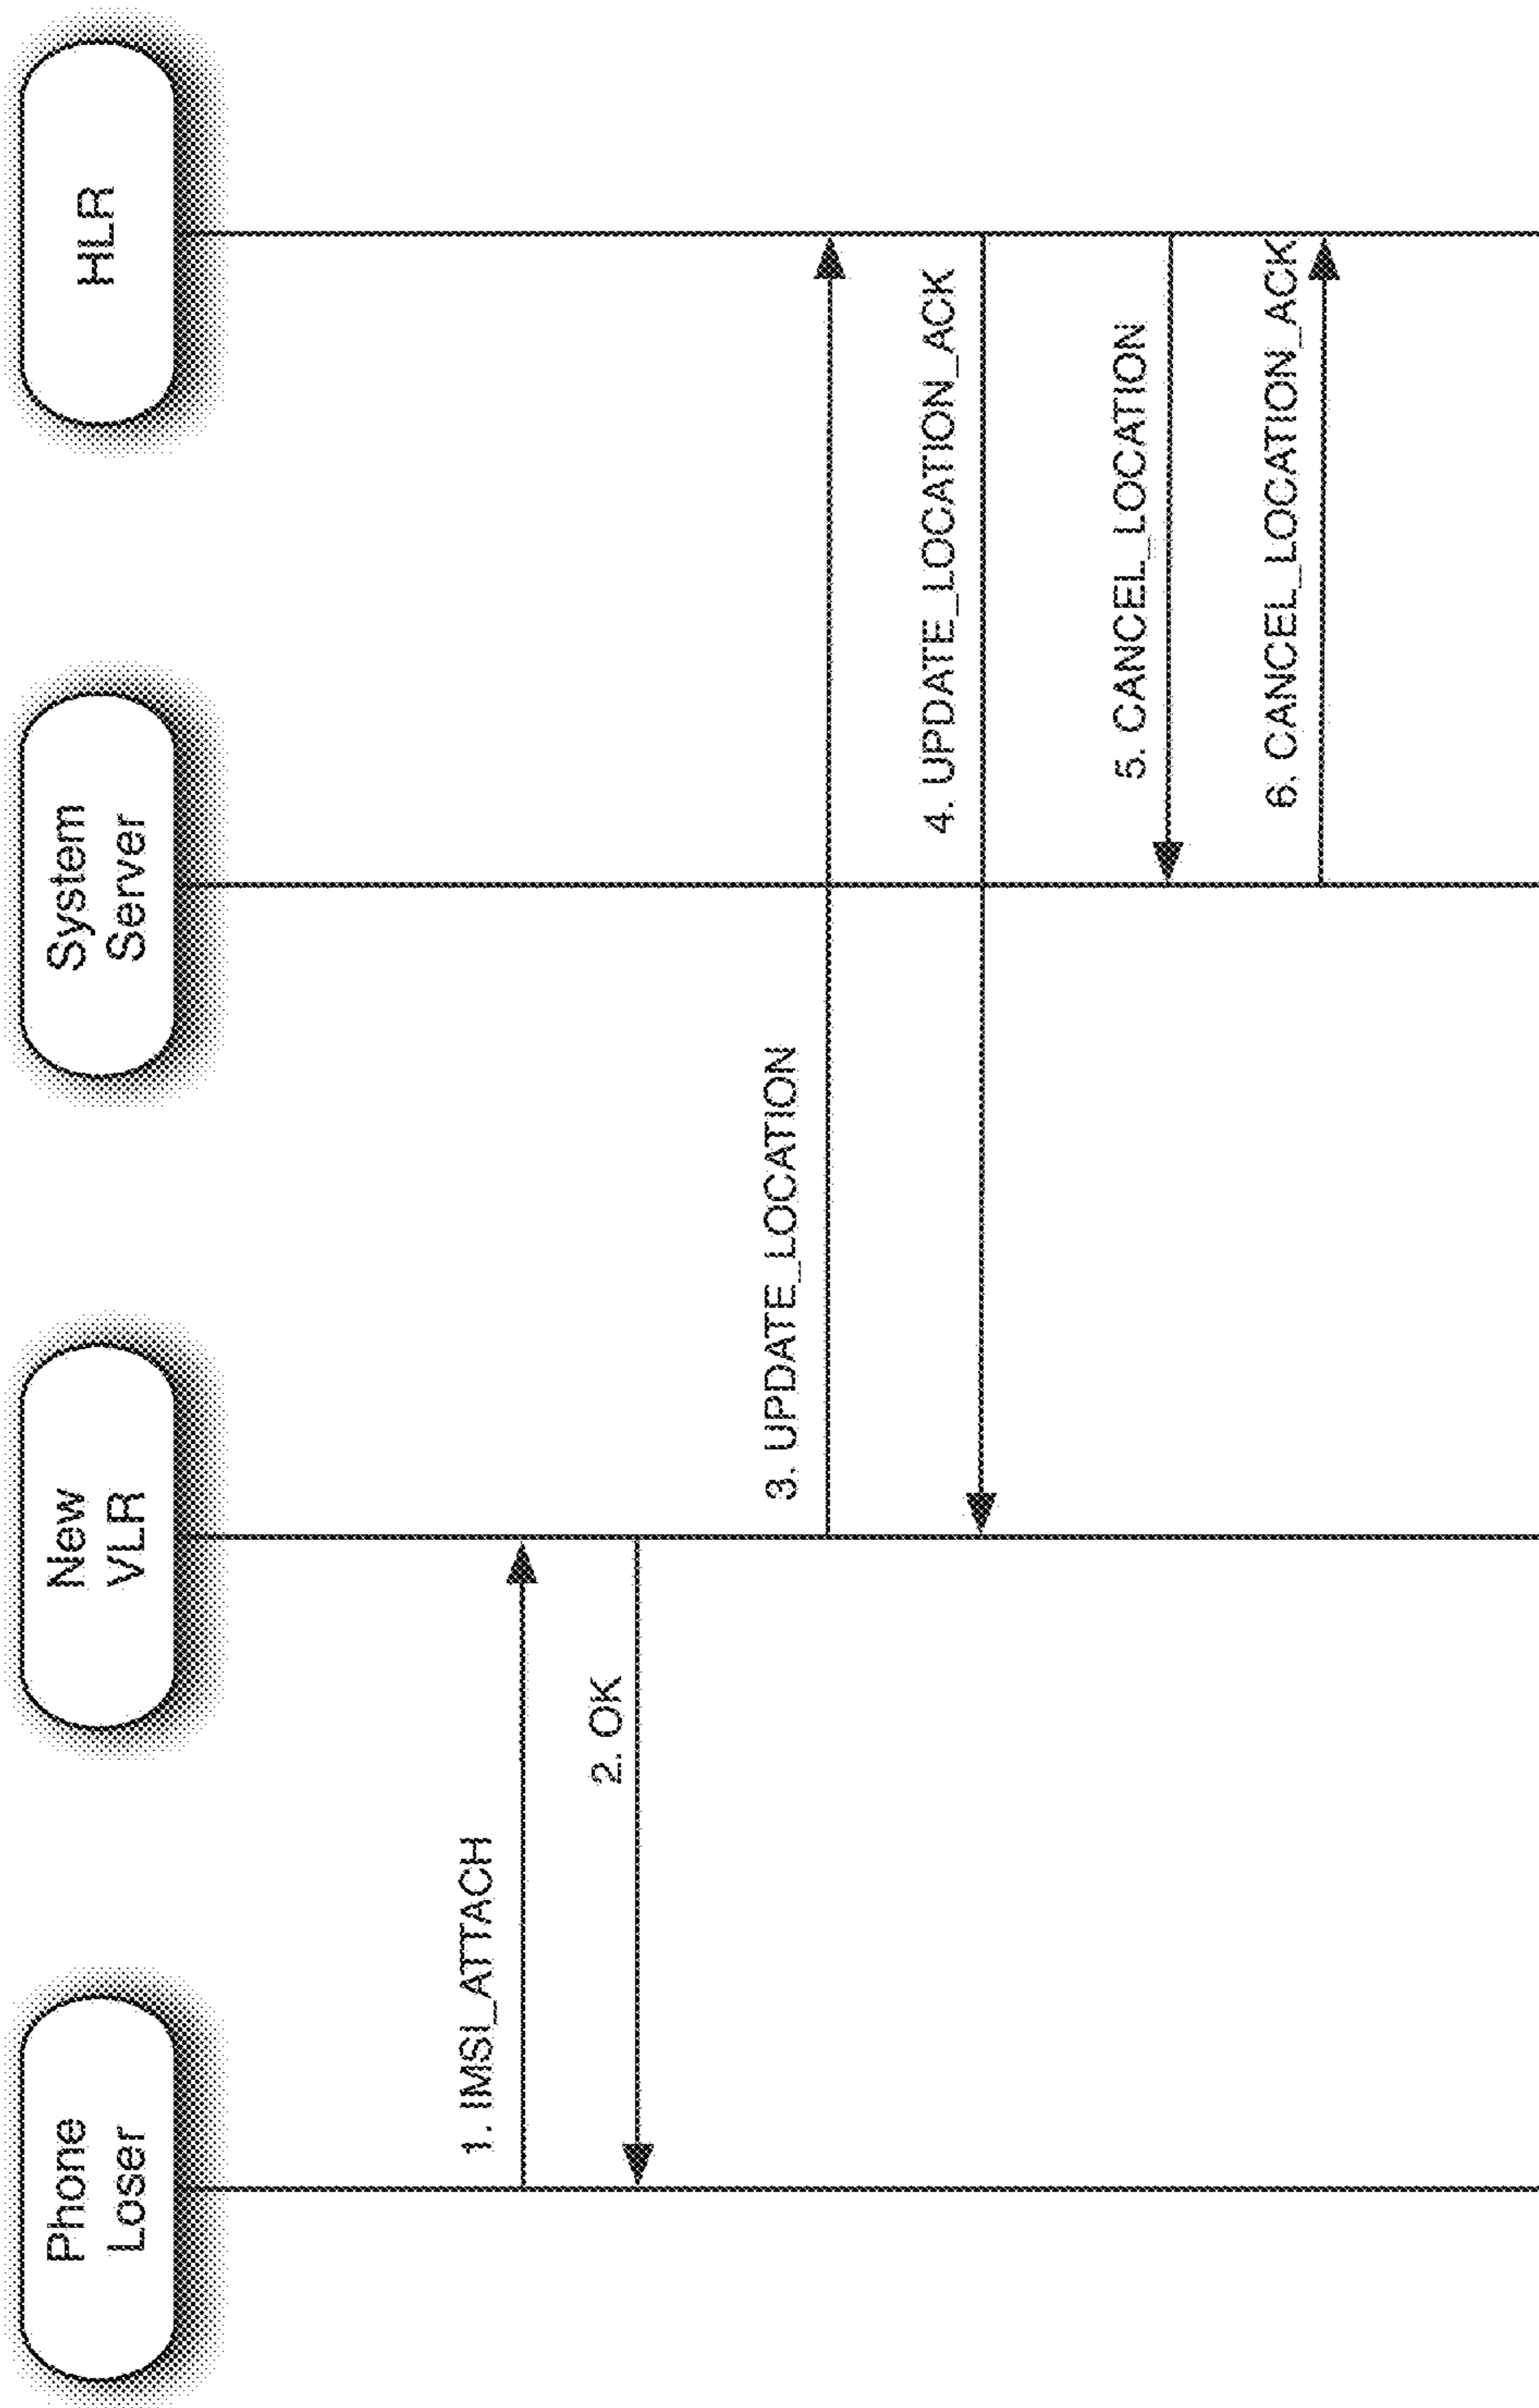 Phone
Loser
New
VLR
System
Server
HLR
1. IMSI_ATTACH
2. OK
3. UPDATE_LOCATION
4. UPDATE_LOCATION_ACK
5. CANCEL_LOCATION
6. CANCEL_LOCATION_ACK